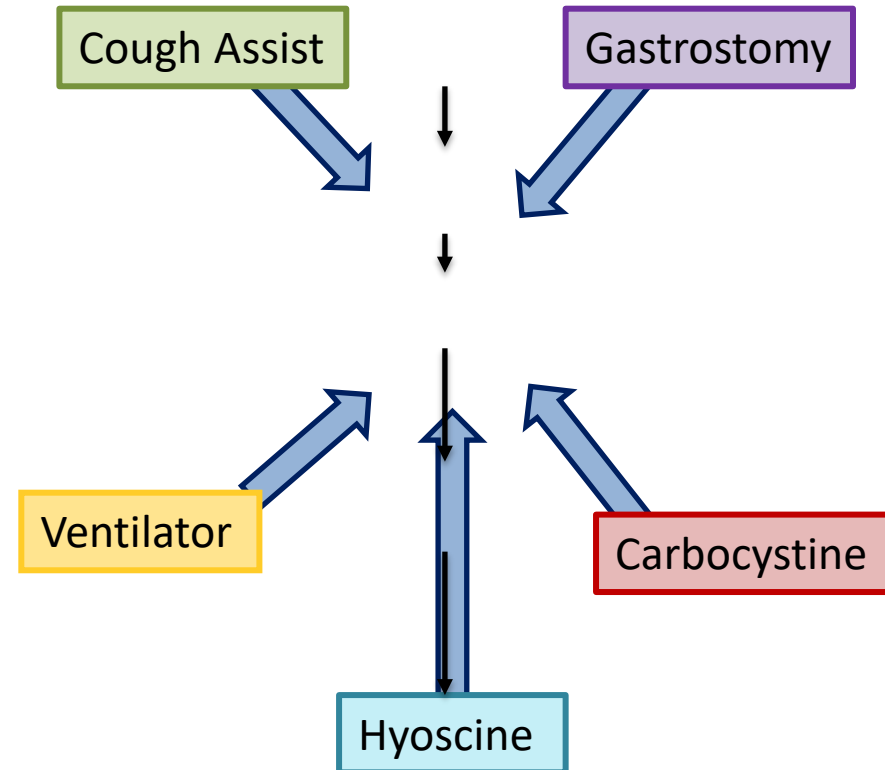 Cough Assist
Gastrostomy
Ventilator
Carbocystine
Hyoscine